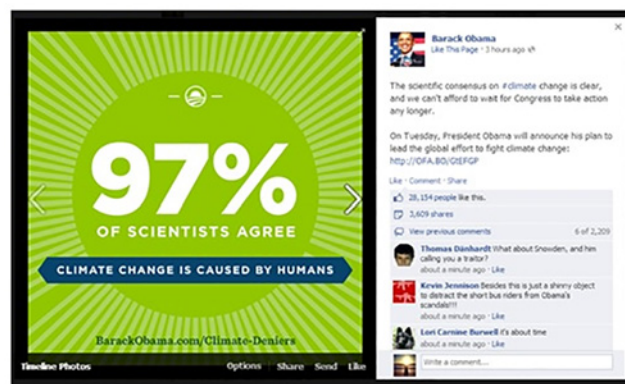 97%
OF SCIENTISTS AGREE
CLIMATE CHANGE IS CAUSED BY HUMANS
BarackObama.com/Climate-Deniers
Timeline Photos
Options · Share Send Like
Barack Obama
Like This Page · 3 hours ago
The scientific consensus on #climate change is clear,
and we can't afford to wait for Congress to take action
any longer.
On Tuesday, President Obama will announce his plan to
lead the global effort to fight climate change:
http://OFA.BO/GtEFGP
Like · Comment · Share
28,154 people like this.
3,609 shares
View previous comments
6 of 2,209
Thomas Dänhardt What about Snowden, and him
calling you a traitor?
about a minute ago · Like
Kevin Jennison Besides this is just a shinny object
to distract the short bus riders from Obama's
scandals!!!
about a minute ago · Like
Lori Carnine Burwell it's about time
about a minute ago · Like
Write a comment...